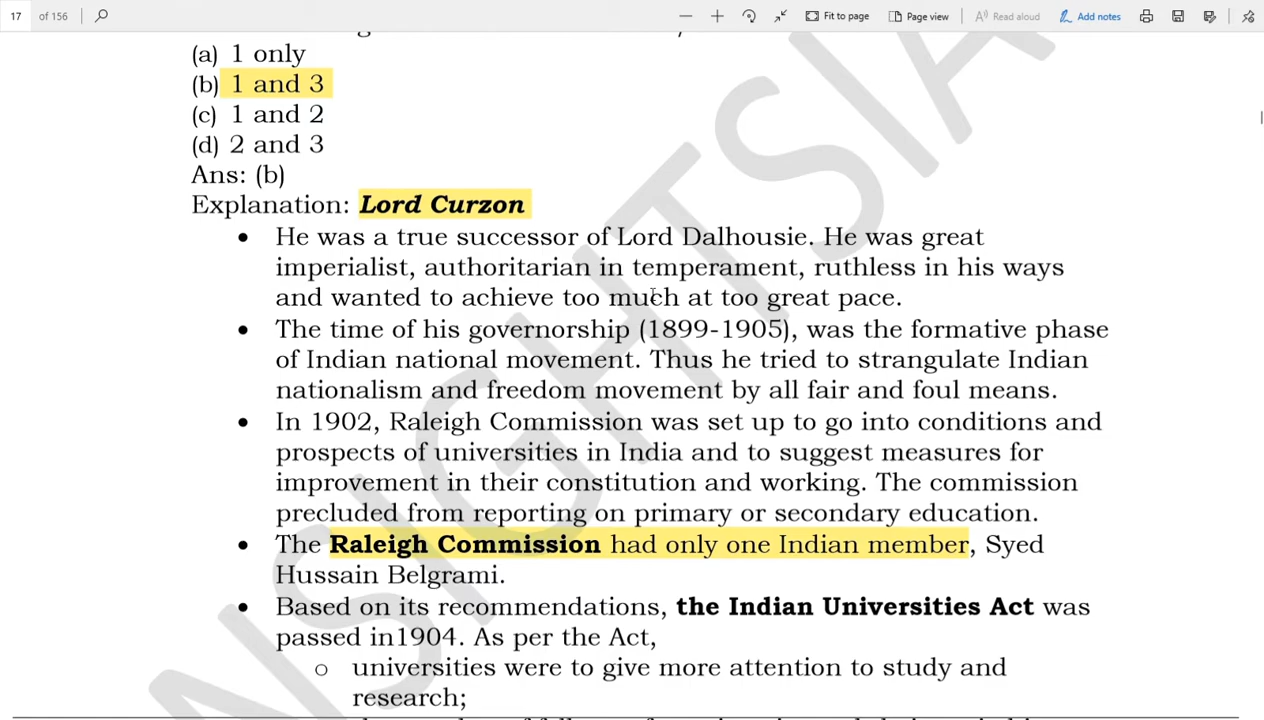 17 of 156 Fit to page Page view Read aloud Add notes
(a) 1 only
(b) 1 and 3
(c) 1 and 2
(d) 2 and 3
Ans: (b)
Explanation: Lord Curzon
• He was a true successor of Lord Dalhousie. He was great
imperialist, authoritarian in temperament, ruthless in his ways
and wanted to achieve too much at too great pace.
• The time of his governorship (1899-1905), was the formative phase
of Indian national movement. Thus he tried to strangulate Indian
nationalism and freedom movement by all fair and foul means.
• In 1902, Raleigh Commission was set up to go into conditions and
prospects of universities in India and to suggest measures for
improvement in their constitution and working. The commission
precluded from reporting on primary or secondary education.
• The Raleigh Commission had only one Indian member, Syed
Hussain Belgrami.
• Based on its recommendations, the Indian Universities Act was
passed in1904. As per the Act,
o universities were to give more attention to study and
research;
NSIGHTSIA